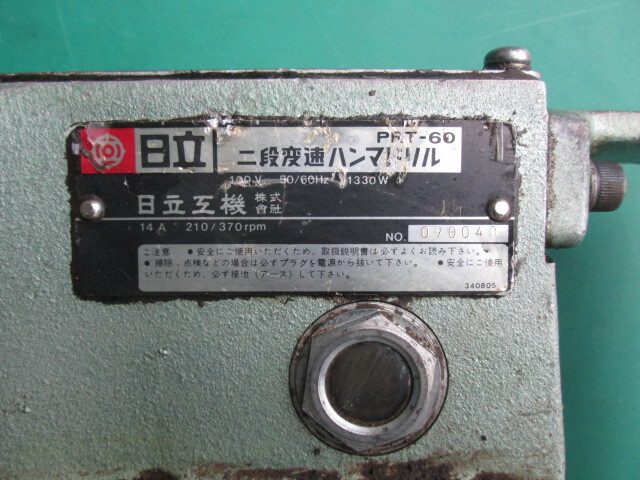 日立
PRT-60
二段変速ハンマドリル
100V 50/60Hz 1330W
日立工機 株式会社
14A 210/370rpm
NO. 070040
ご注意 ●安全にご使用いただくため、取扱説明書は必ずよくお読み下さい。
●掃除、点検などの場合は必ずプラグを電源から抜いて下さい。 ●安全にご使用
いただくため、必ず接地（アース）して下さい。
340805